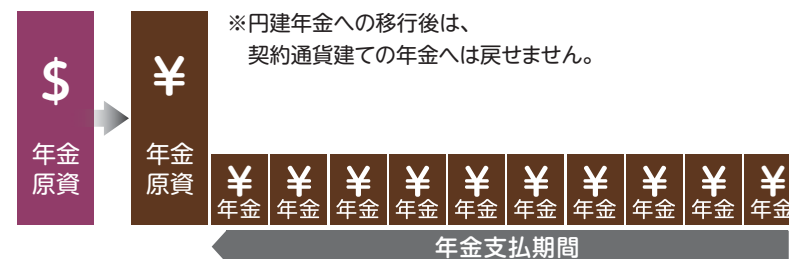 ※円建年金への移行後は、
契約通貨建ての年金へは戻せません。
$
年金
原資
¥
年金
原資
¥ ¥ ¥ ¥ ¥ ¥ ¥ ¥ ¥ ¥
年金 年金 年金 年金 年金 年金 年金 年金 年金 年金
年金支払期間